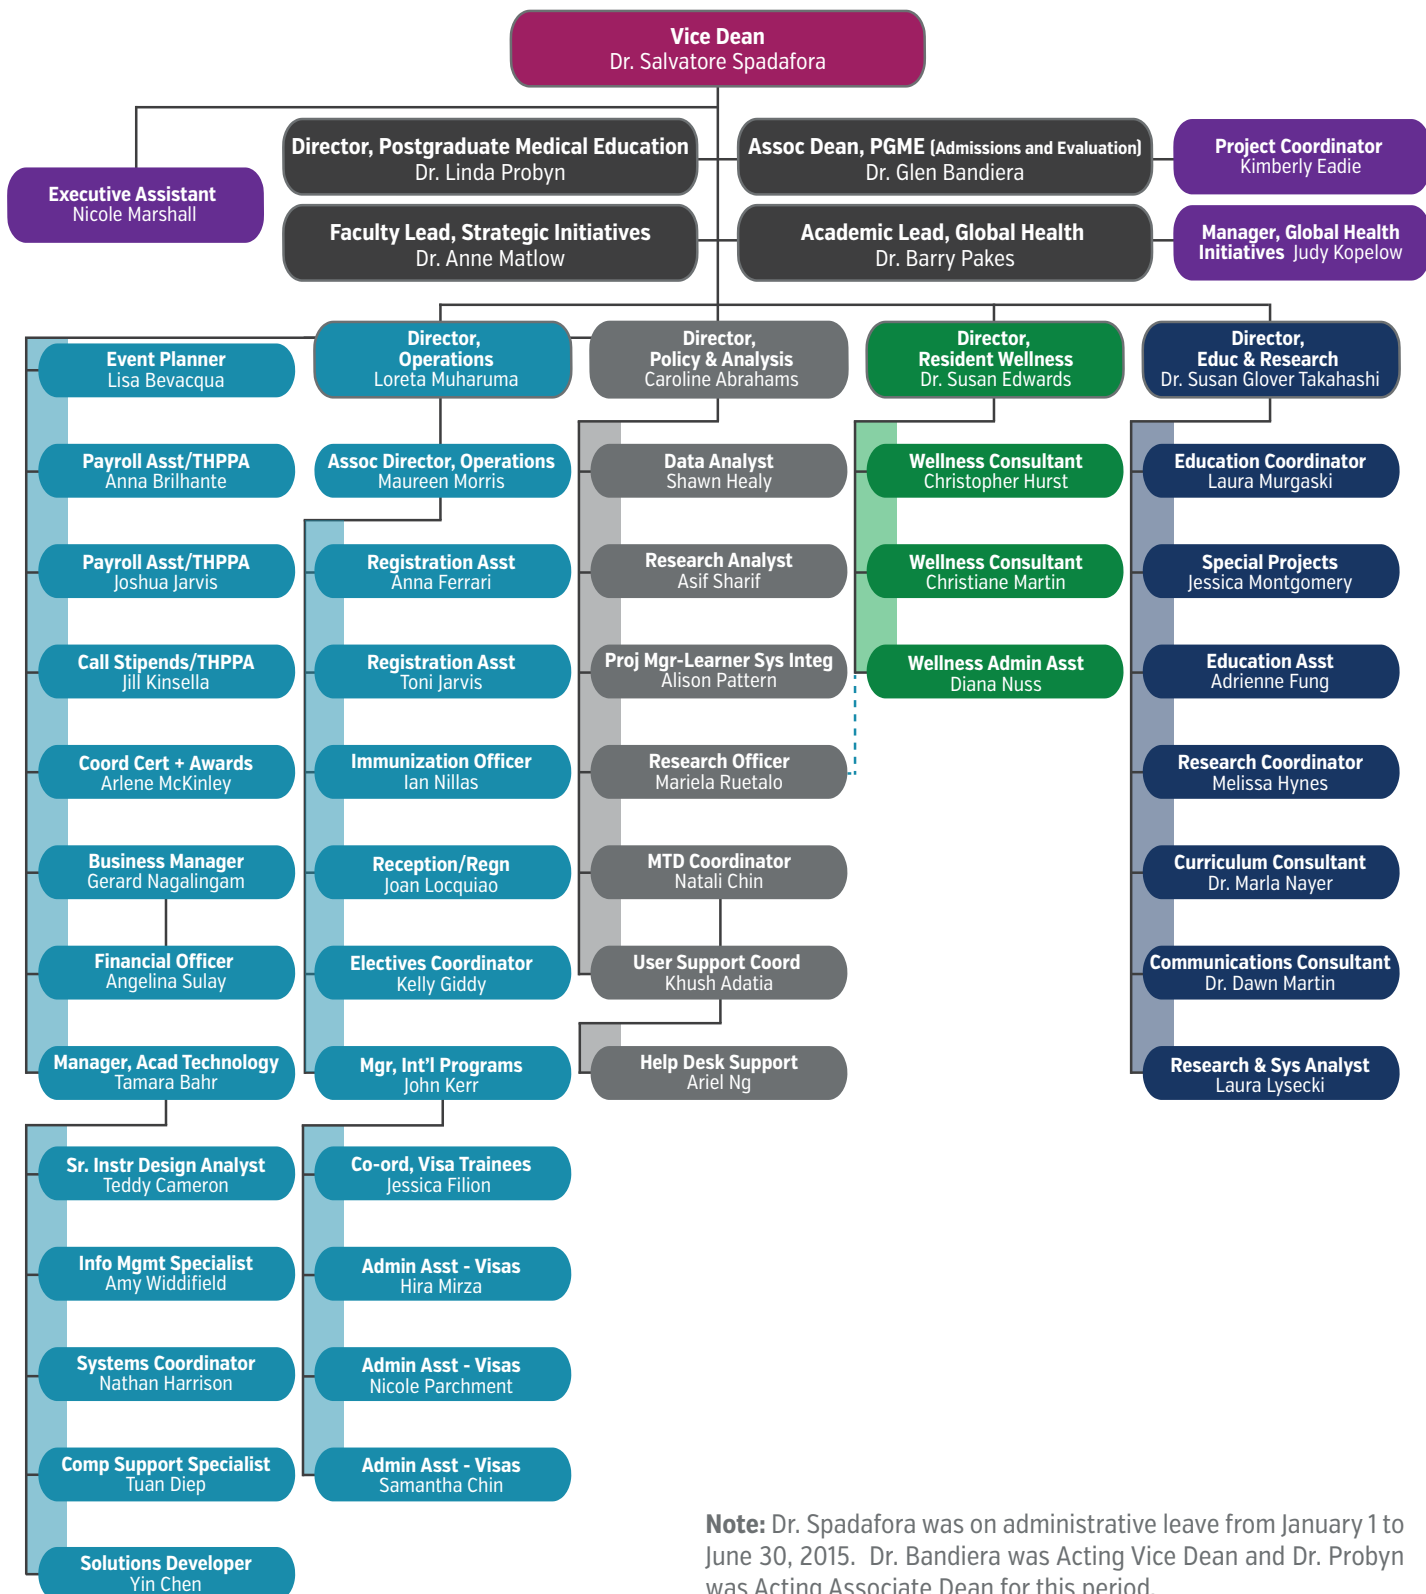 Vice Dean
Dr. Salvatore Spadafora
Director, Postgraduate Medical Education
Dr. Linda Probyn
Assoc Dean, PGME (Admissions and Evaluation)
Dr. Glen Bandiera
Project Coordinator
Kimberly Eadie
Executive Assistant
Nicole Marshall
Faculty Lead, Strategic Initiatives
Dr. Anne Matlow
Academic Lead, Global Health
Dr. Barry Pakes
Manager, Global Health
Initiatives Judy Kopelow
Event Planner
Lisa Bevacqua
Payroll Asst/THPPA
Anna Brilhante
Payroll Asst/THPPA
Joshua Jarvis
Call Stipends/THPPA
Jill Kinsella
Coord Cert + Awards
Arlene McKinley
Business Manager
Gerard Nagalingam
Financial Officer
Angelina Sulay
Manager, Acad Technology
Tamara Bahr
Sr. Instr Design Analyst
Teddy Cameron
Info Mgmt Specialist
Amy Widdifield
Systems Coordinator
Nathan Harrison
Comp Support Specialist
Tuan Diep
Solutions Developer
Yin Chen
Director,
Operations
Loreta Muharuma
Assoc Director, Operations
Maureen Morris
Registration Asst
Anna Ferrari
Registration Asst
Toni Jarvis
Immunization Officer
Ian Nillas
Reception/Regn
Joan Locquiao
Electives Coordinator
Kelly Giddy
Mgr, Int'l Programs
John Kerr
Co-ord, Visa Trainees
Jessica Filion
Admin Asst - Visas
Hira Mirza
Admin Asst - Visas
Nicole Parchment
Admin Asst - Visas
Samantha Chin
Director,
Policy & Analysis
Caroline Abrahams
Data Analyst
Shawn Healy
Research Analyst
Asif Sharif
Proj Mgr-Learner Sys Integ
Alison Pattern
Research Officer
Mariela Ruetalo
MTD Coordinator
Natali Chin
User Support Coord
Khush Adatia
Help Desk Support
Ariel Ng
Director,
Resident Wellness
Dr. Susan Edwards
Wellness Consultant
Christopher Hurst
Wellness Consultant
Christiane Martin
Wellness Admin Asst
Diana Nuss
Director,
Educ & Research
Dr. Susan Glover Takahashi
Education Coordinator
Laura Murgaski
Special Projects
Jessica Montgomery
Education Asst
Adrienne Fung
Research Coordinator
Melissa Hynes
Curriculum Consultant
Dr. Marla Nayer
Communications Consultant
Dr. Dawn Martin
Research & Sys Analyst
Laura Lysecki
Note: Dr. Spadafora was on administrative leave from January 1 to
June 30, 2015. Dr. Bandiera was Acting Vice Dean and Dr. Probyn
was Acting Associate Dean for this period.